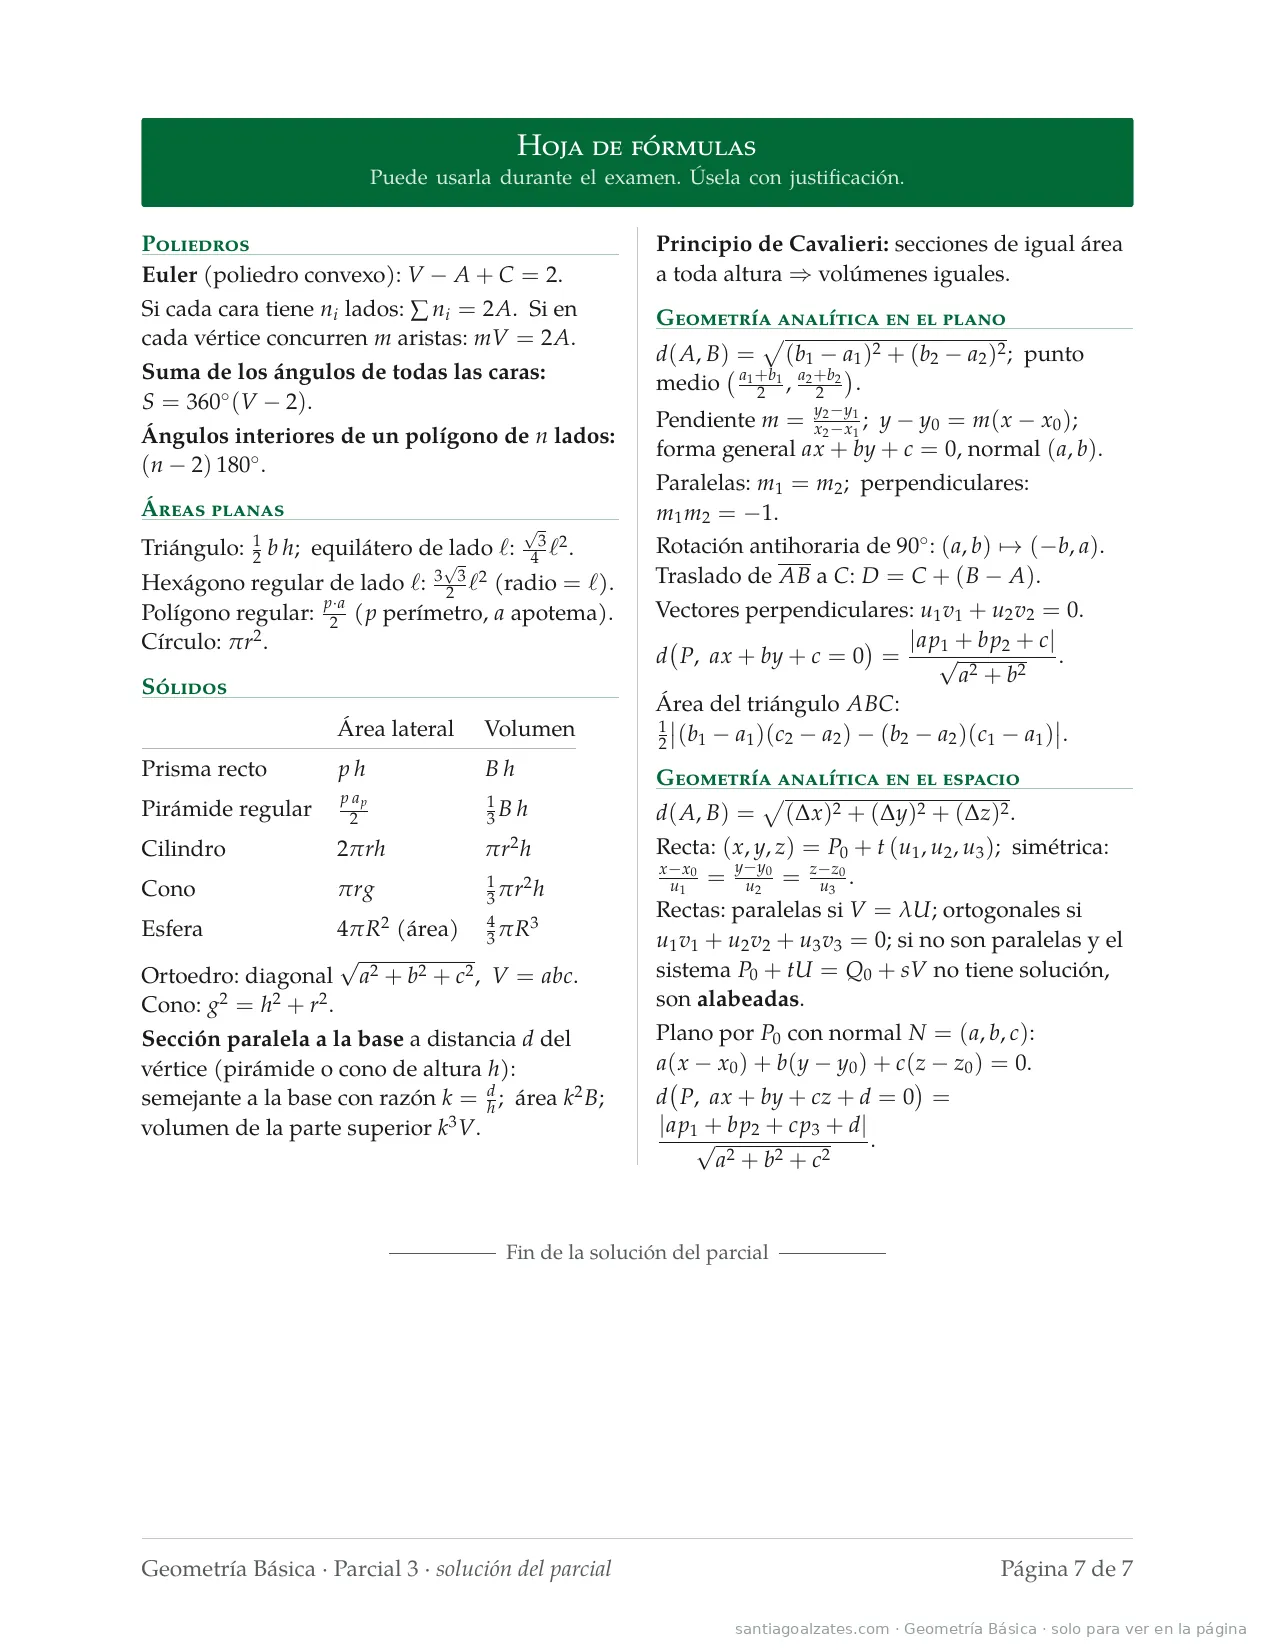 Hoja de fórmulas
Puede usarla durante el examen. Úsela con justificación.
Poliedros
Euler (poliedro convexo): V − A + C = 2.
Si cada cara tiene nᵢ lados: ∑ nᵢ = 2A. Si en
cada vértice concurren m aristas: mV = 2A.
Suma de los ángulos de todas las caras:
S = 360°(V − 2).
Ángulos interiores de un polígono de n lados:
(n − 2) 180°.
Áreas planas
Triángulo: 1/2 b h; equilátero de lado ℓ: √3/4 ℓ².
Hexágono regular de lado ℓ: 3√3/2 ℓ² (radio = ℓ).
Polígono regular: p·a/2 (p perímetro, a apotema).
Círculo: πr².
Sólidos
Área lateral Volumen
Prisma recto p h B h
Pirámide regular p aₚ/2 1/3 B h
Cilindro 2πrh πr²h
Cono πrg 1/3 πr²h
Esfera 4πR² (área) 4/3 πR³
Ortoedro: diagonal √(a² + b² + c²), V = abc.
Cono: g² = h² + r².
Sección paralela a la base a distancia d del
vértice (pirámide o cono de altura h):
semejante a la base con razón k = d/h; área k²B;
volumen de la parte superior k³V.
Principio de Cavalieri: secciones de igual área
a toda altura ⇒ volúmenes iguales.
Geometría analítica en el plano
d(A, B) = √((b₁ − a₁)² + (b₂ − a₂)²); punto
medio (a₁+b₁/2, a₂+b₂/2).
Pendiente m = y₂−y₁/x₂−x₁; y − y₀ = m(x − x₀);
forma general ax + by + c = 0, normal (a, b).
Paralelas: m₁ = m₂; perpendiculares:
m₁m₂ = −1.
Rotación antihoraria de 90°: (a, b) ↦ (−b, a).
Traslado de A̅B̅ a C: D = C + (B − A).
Vectores perpendiculares: u₁v₁ + u₂v₂ = 0.
d(P, ax + by + c = 0) = |ap₁ + bp₂ + c| / √(a² + b²).
Área del triángulo ABC:
1/2 |(b₁ − a₁)(c₂ − a₂) − (b₂ − a₂)(c₁ − a₁)|.
Geometría analítica en el espacio
d(A, B) = √((Δx)² + (Δy)² + (Δz)²).
Recta: (x, y, z) = P₀ + t (u₁, u₂, u₃); simétrica:
x−x₀/u₁ = y−y₀/u₂ = z−z₀/u₃.
Rectas: paralelas si V = λU; ortogonales si
u₁v₁ + u₂v₂ + u₃v₃ = 0; si no son paralelas y el
sistema P₀ + tU = Q₀ + sV no tiene solución,
son alabeadas.
Plano por P₀ con normal N = (a, b, c):
a(x − x₀) + b(y − y₀) + c(z − z₀) = 0.
d(P, ax + by + cz + d = 0) =
|ap₁ + bp₂ + cp₃ + d| / √(a² + b² + c²).
Fin de la solución del parcial
Geometría Básica · Parcial 3 · solución del parcial
Página 7 de 7
santiagoalzates.com · Geometría Básica · solo para ver en la página